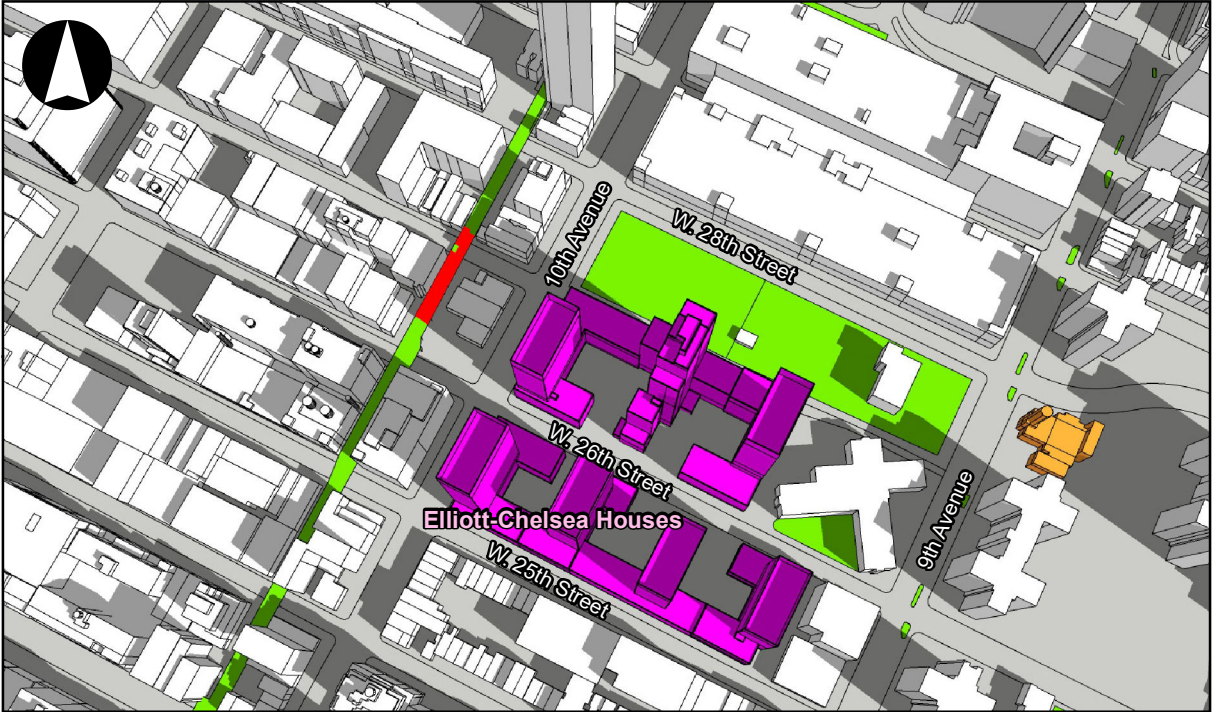 W. 28th Street
10th Avenue
W. 26th Street
Elliott-Chelsea Houses
9th Avenue
W. 25th Street